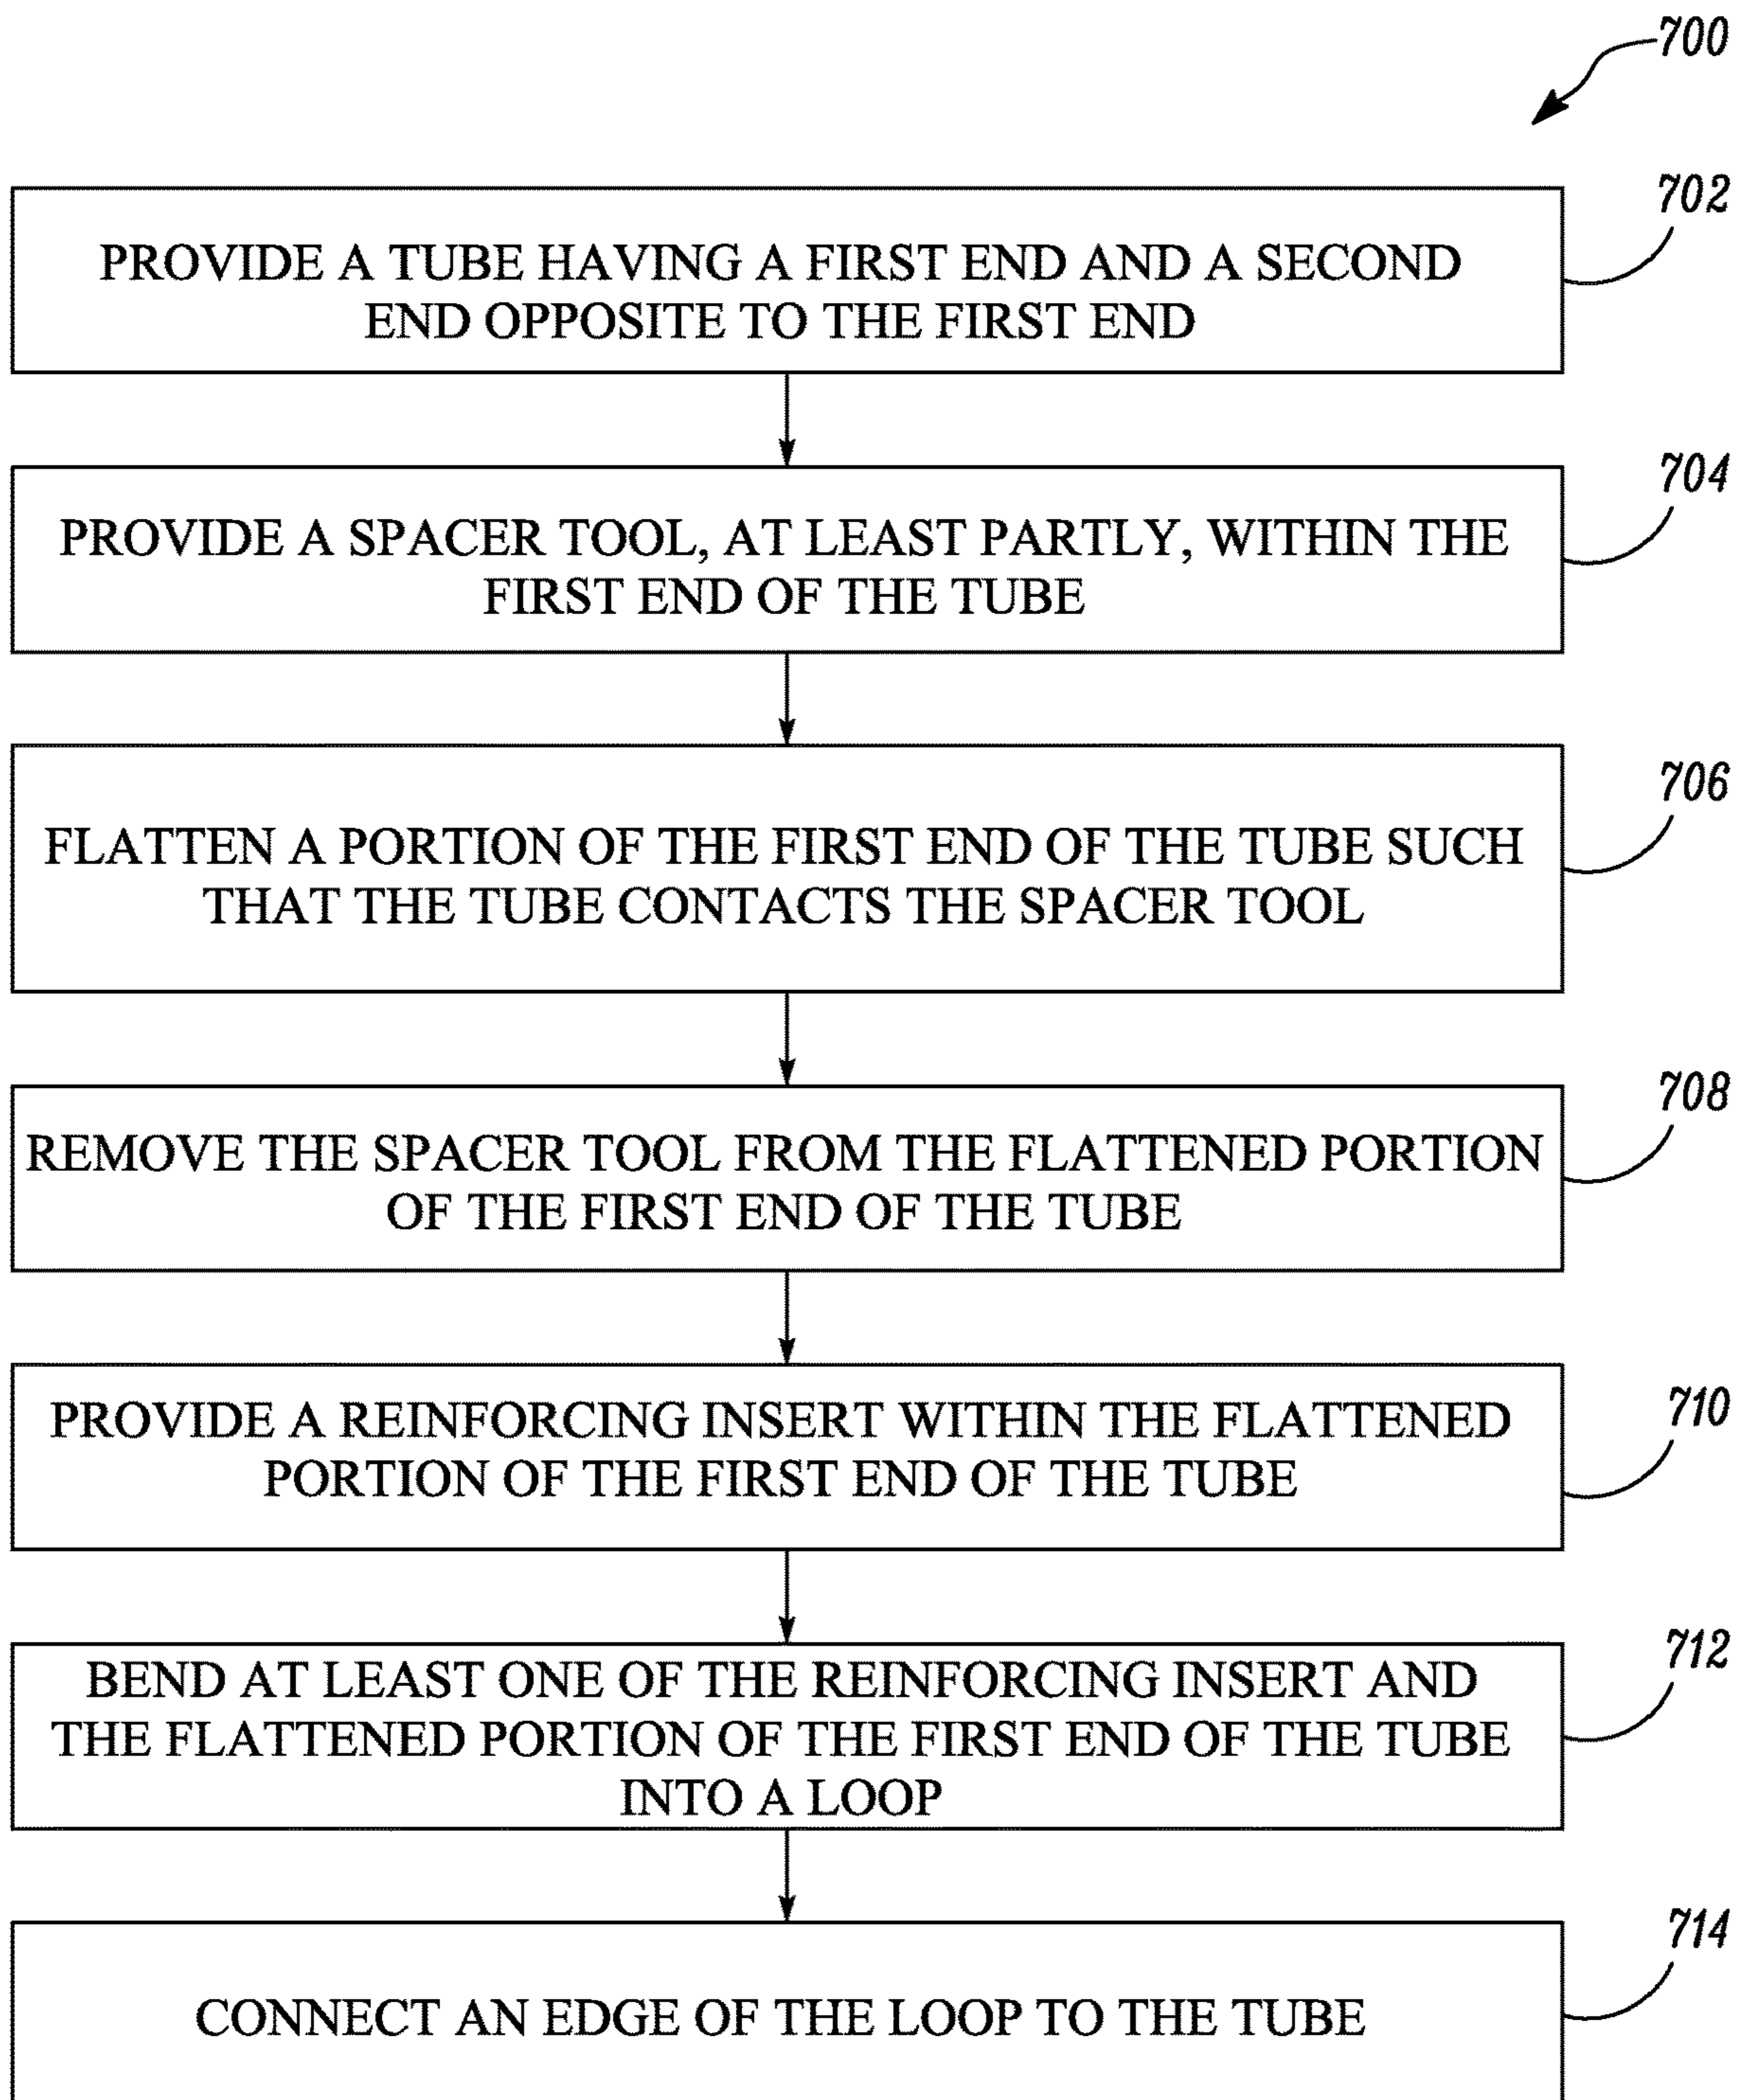 700
702
PROVIDE A TUBE HAVING A FIRST END AND A SECOND
END OPPOSITE TO THE FIRST END
704
PROVIDE A SPACER TOOL, AT LEAST PARTLY, WITHIN THE
FIRST END OF THE TUBE
706
FLATTEN A PORTION OF THE FIRST END OF THE TUBE SUCH
THAT THE TUBE CONTACTS THE SPACER TOOL
708
REMOVE THE SPACER TOOL FROM THE FLATTENED PORTION
OF THE FIRST END OF THE TUBE
710
PROVIDE A REINFORCING INSERT WITHIN THE FLATTENED
PORTION OF THE FIRST END OF THE TUBE
712
BEND AT LEAST ONE OF THE REINFORCING INSERT AND
THE FLATTENED PORTION OF THE FIRST END OF THE TUBE
INTO A LOOP
714
CONNECT AN EDGE OF THE LOOP TO THE TUBE